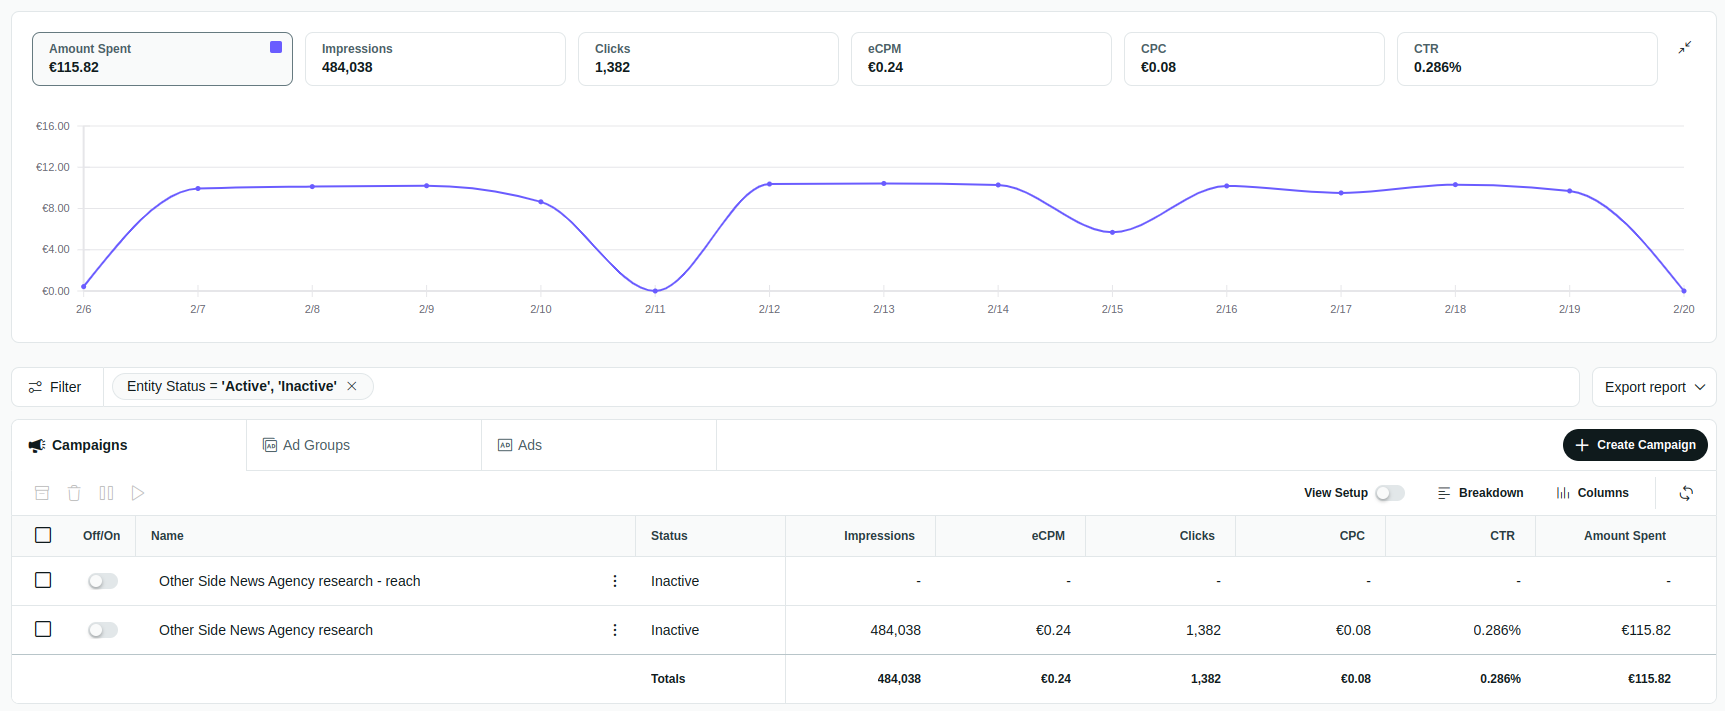 Amount Spent
€115.82
Impressions
484,038
Clicks
1,382
eCPM
€0.24
CPC
€0.08
CTR
0.286%
€16.00
€12.00
€8.00
€4.00
€0.00
2/6 2/7 2/8 2/9 2/10 2/11 2/12 2/13 2/14 2/15 2/16 2/17 2/18 2/19 2/20
Filter Entity Status = 'Active', 'Inactive' Export report
Campaigns Ad Groups Ads Create Campaign
View Setup Breakdown Columns
Off/On Name Status Impressions eCPM Clicks CPC CTR Amount Spent
Other Side News Agency research - reach Inactive - - - - - -
Other Side News Agency research Inactive 484,038 €0.24 1,382 €0.08 0.286% €115.82
Totals 484,038 €0.24 1,382 €0.08 0.286% €115.82